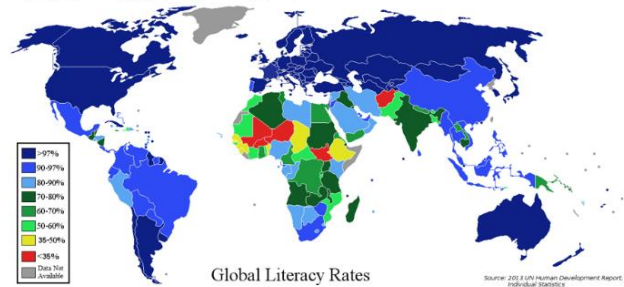 >97%
90-97%
80-90%
70-80%
60-70%
50-60%
35-50%
<35%
Data Not
Available
Global Literacy Rates
Source: 2013 UN Human Development Report,
Individual Statistics